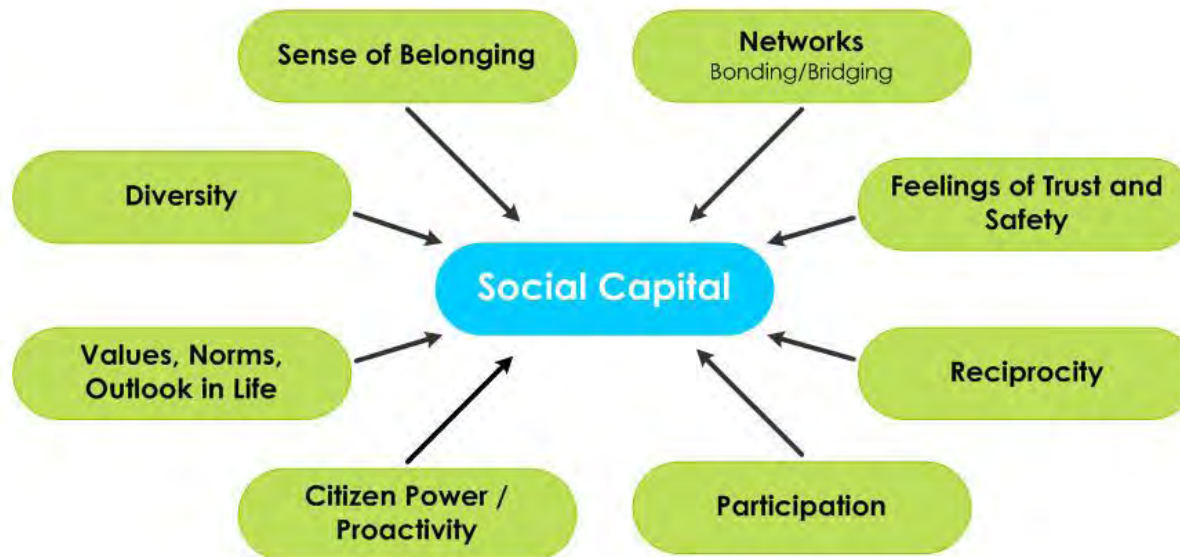 Sense of Belonging
Networks
Bonding/Bridging
Diversity
Feelings of Trust and
Safety
Social Capital
Values, Norms,
Outlook in Life
Reciprocity
Citizen Power /
Proactivity
Participation